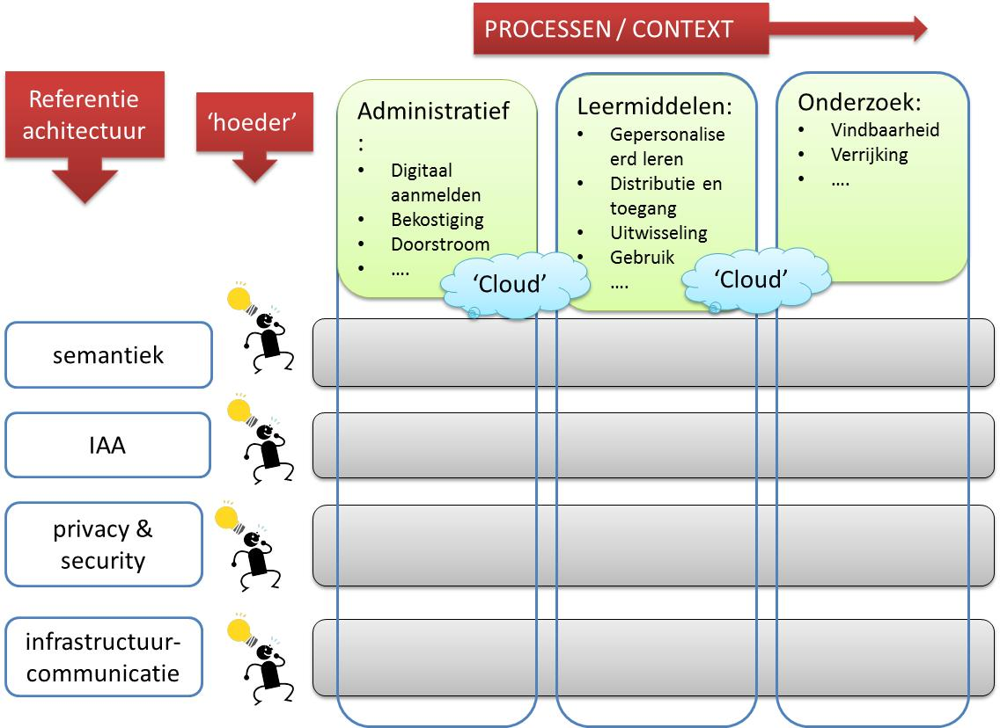 PROCESSEN / CONTEXT
Referentie
achitectuur
‘hoeder’
Administratief
:
• Digitaal
aanmelden
• Bekostiging
• Doorstroom
• ….
Leermiddelen:
• Gepersonalise
erd leren
• Distributie en
toegang
• Uitwisseling
• Gebruik
….
Onderzoek:
• Vindbaarheid
• Verrijking
• ….
‘Cloud’
‘Cloud’
semantiek
IAA
privacy &
security
infrastructuur-
communicatie